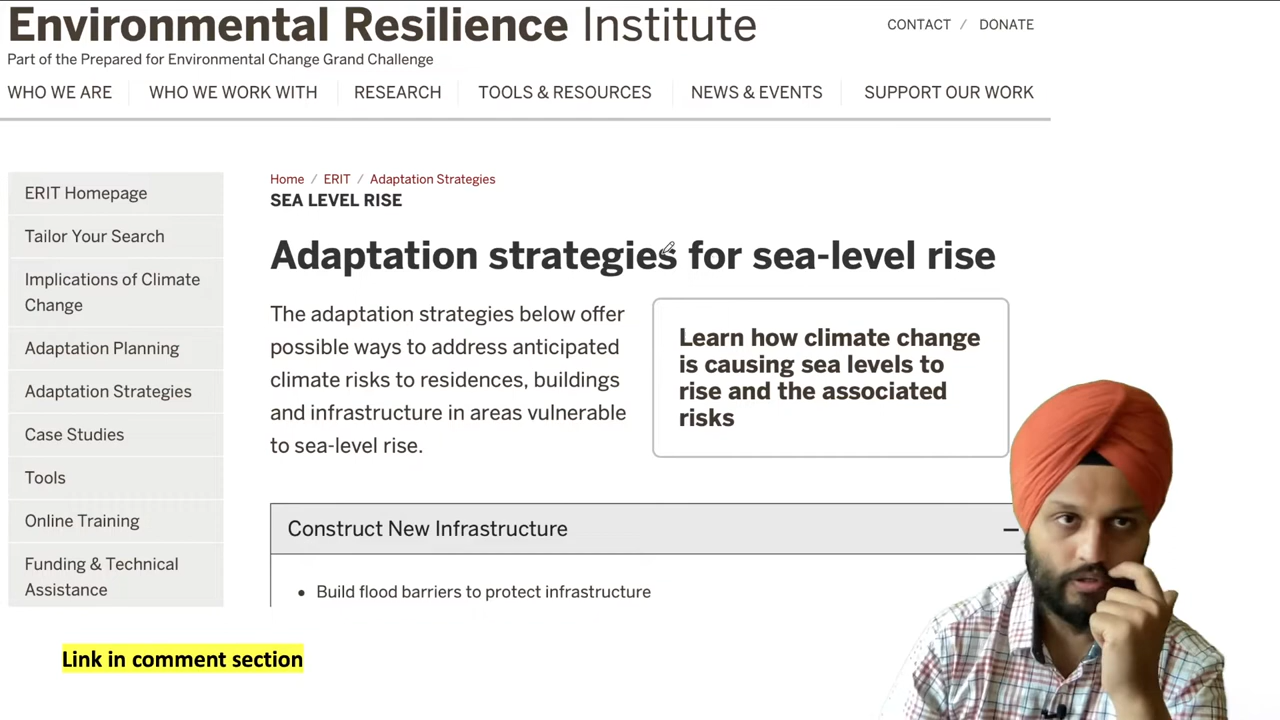 Environmental Resilience Institute
CONTACT / DONATE
Part of the Prepared for Environmental Change Grand Challenge
WHO WE ARE
WHO WE WORK WITH
RESEARCH
TOOLS & RESOURCES
NEWS & EVENTS
SUPPORT OUR WORK
ERIT Homepage
Tailor Your Search
Implications of Climate
Change
Adaptation Planning
Adaptation Strategies
Case Studies
Tools
Online Training
Funding & Technical
Assistance
Home / ERIT / Adaptation Strategies
SEA LEVEL RISE
Adaptation strategies for sea-level rise
The adaptation strategies below offer
possible ways to address anticipated
climate risks to residences, buildings
and infrastructure in areas vulnerable
to sea-level rise.
Learn how climate change
is causing sea levels to
rise and the associated
risks
Construct New Infrastructure
• Build flood barriers to protect infrastructure
Link in comment section